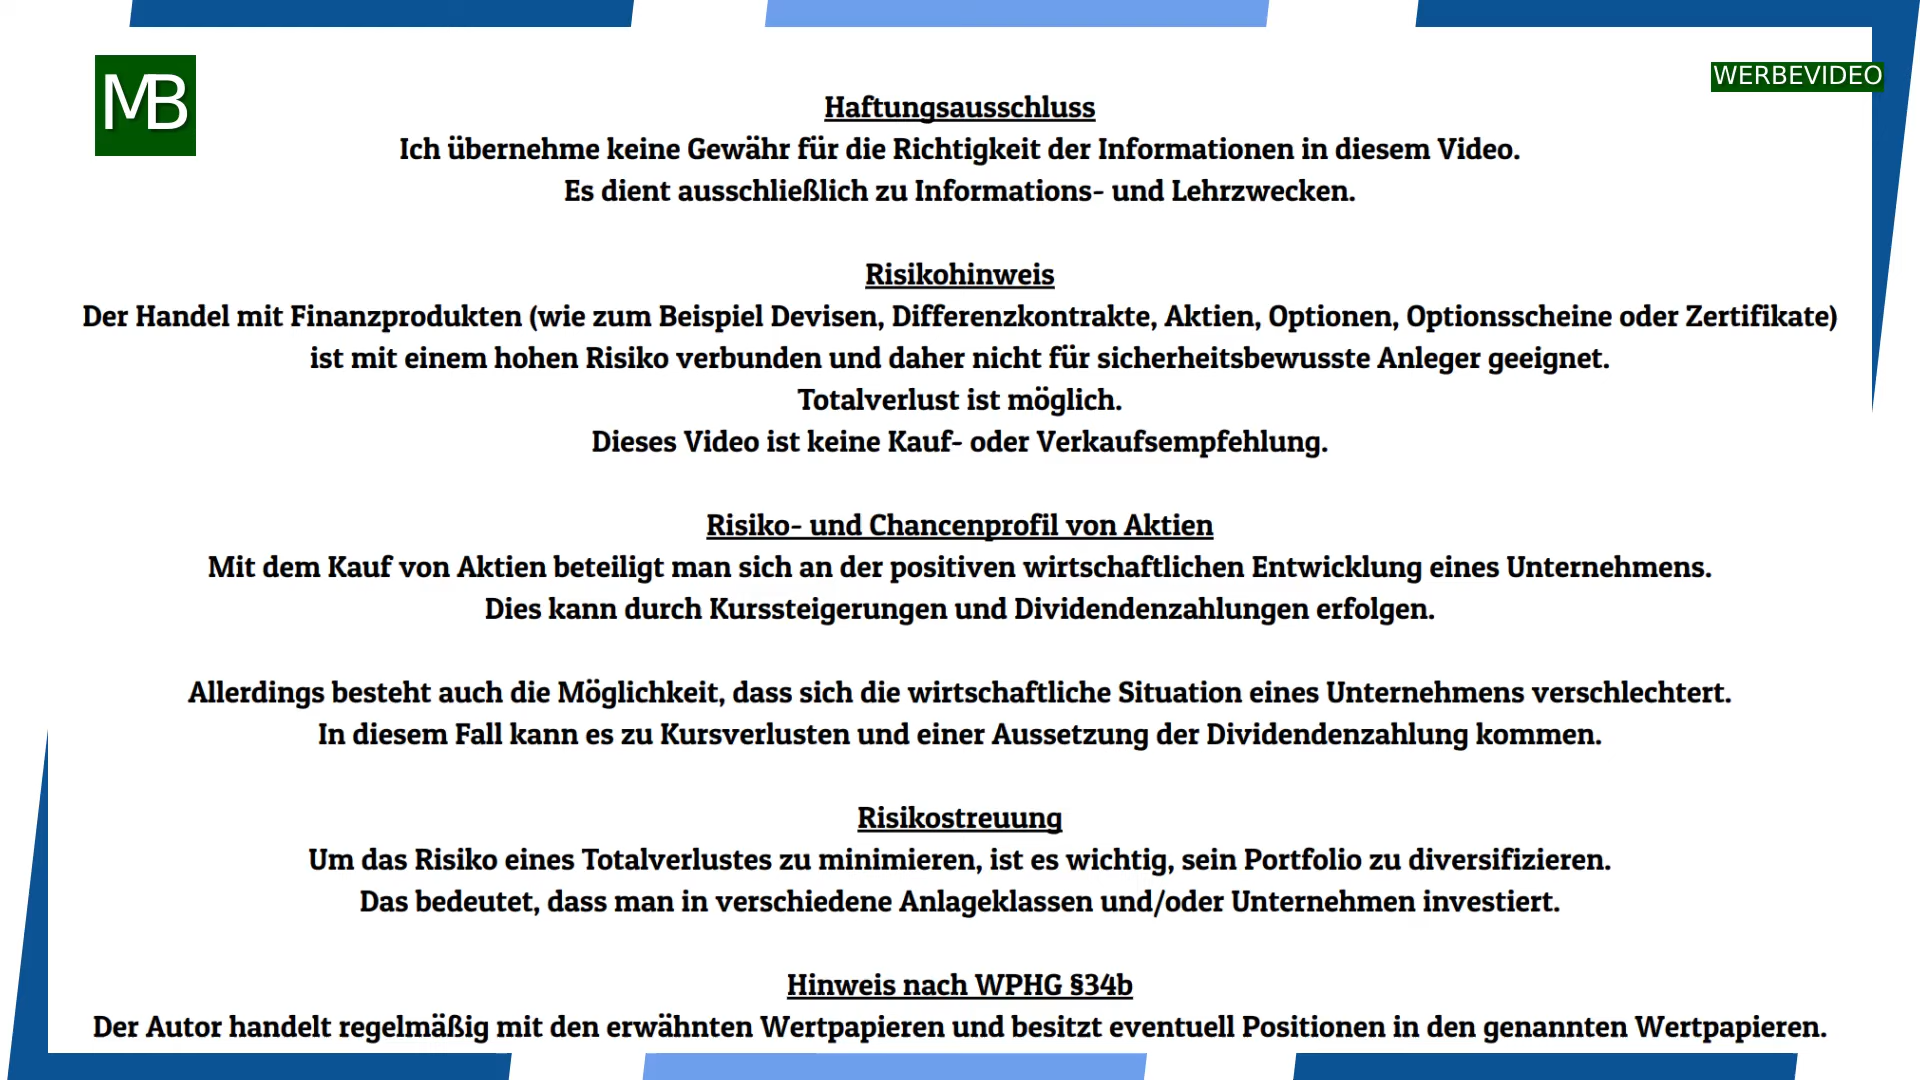 MB
WERBEVIDEO
Haftungsausschluss
Ich übernehme keine Gewähr für die Richtigkeit der Informationen in diesem Video.
Es dient ausschließlich zu Informations- und Lehrzwecken.
Risikohinweis
Der Handel mit Finanzprodukten (wie zum Beispiel Devisen, Differenzkontrakte, Aktien, Optionen, Optionsscheine oder Zertifikate)
ist mit einem hohen Risiko verbunden und daher nicht für sicherheitsbewusste Anleger geeignet.
Totalverlust ist möglich.
Dieses Video ist keine Kauf- oder Verkaufsempfehlung.
Risiko- und Chancenprofil von Aktien
Mit dem Kauf von Aktien beteiligt man sich an der positiven wirtschaftlichen Entwicklung eines Unternehmens.
Dies kann durch Kurssteigerungen und Dividendenzahlungen erfolgen.
Allerdings besteht auch die Möglichkeit, dass sich die wirtschaftliche Situation eines Unternehmens verschlechtert.
In diesem Fall kann es zu Kursverlusten und einer Aussetzung der Dividendenzahlung kommen.
Risikostreuung
Um das Risiko eines Totalverlustes zu minimieren, ist es wichtig, sein Portfolio zu diversifizieren.
Das bedeutet, dass man in verschiedene Anlageklassen und/oder Unternehmen investiert.
Hinweis nach WPHG §34b
Der Autor handelt regelmäßig mit den erwähnten Wertpapieren und besitzt eventuell Positionen in den genannten Wertpapieren.